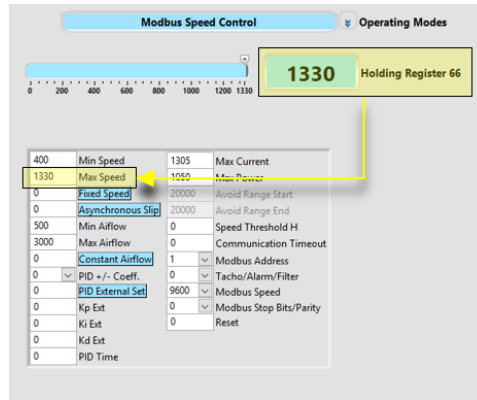 Modbus Speed Control
Operating Modes
1330 Holding Register 66
0 200 400 600 800 1000 1200 1330
400 Min Speed 1305 Max Current
1330 Max Speed 1050 Max Power
0 Fixed Speed 20000 Avoid Range Start
0 Asynchronous Slip 20000 Avoid Range End
500 Min Aiflow 0 Speed Threshold H
3000 Max Airflow 0 Communication Timeout
0 Constant Airflow 1 Modbus Address
0 PID +/- Coeff. 0 Tacho/Alarm/Filter
0 PID External Set 9600 Modbus Speed
0 Kp Ext 0 Modbus Stop Bits/Parity
0 Ki Ext 0 Reset
0 Kd Ext
0 PID Time